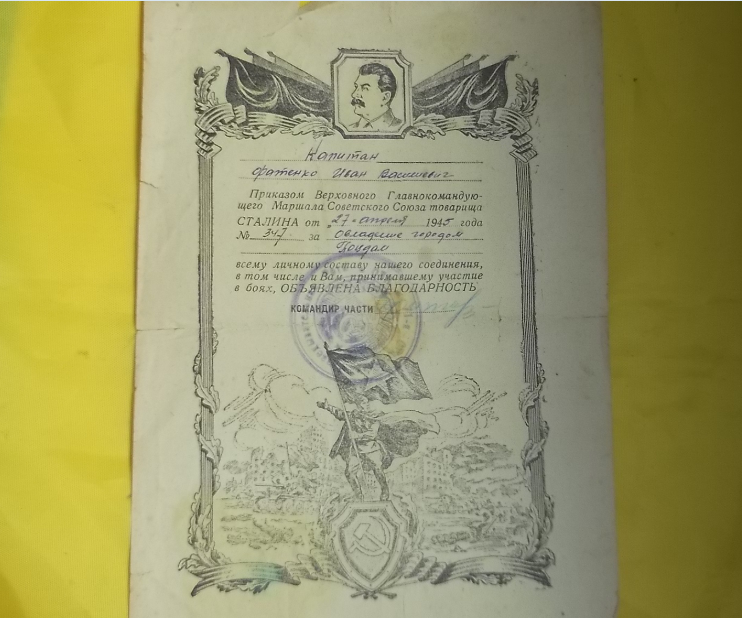 Капитан
Фатенко Иван Васильевич
Приказом Верховного Главнокомандую-
щего Маршала Советского Союза товарища
СТАЛИНА от „27" апреля 1945 года
№ 347 за Овладение городом
Потсдам
всему личному составу нашего соединения,
в том числе и Вам, принимавшему участие
в боях, ОБЪЯВЛЕНА БЛАГОДАРНОСТЬ
КОМАНДИР ЧАСТИ